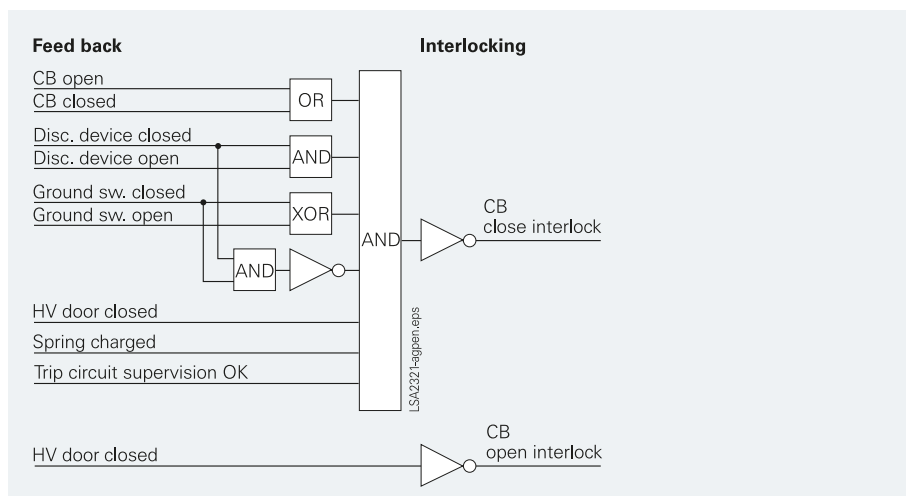 Feed back
Interlocking
CB open
CB closed
OR
Disc. device closed
Disc. device open
AND
Ground sw. closed
Ground sw. open
XOR
AND
AND
CB
close interlock
HV door closed
Spring charged
Trip circuit supervision OK
LSA2321-agpen.eps
HV door closed
CB
open interlock